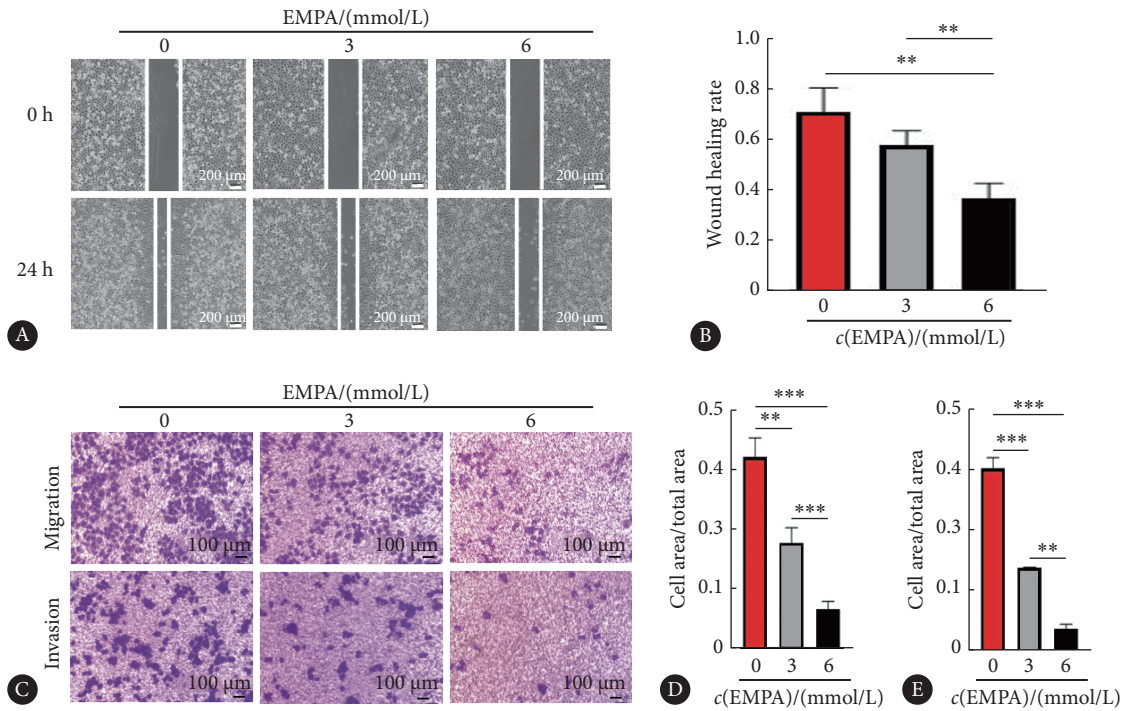 EMPA/(mmol/L)
0 3 6
0 h
200 μm 200 μm 200 μm
24 h
200 μm 200 μm 200 μm
A
**
**
1.0
0.8
0.6
0.4
0.2
0
Wound healing rate
0 3 6
c(EMPA)/(mmol/L)
B
EMPA/(mmol/L)
0 3 6
Migration
100 μm 100 μm 100 μm
Invasion
100 μm 100 μm 100 μm
C
***
**
***
0.5
0.4
0.3
0.1
0
Cell area/total area
0 3 6
c(EMPA)/(mmol/L)
D
***
***
**
0.5
0.4
0.3
0.1
0
Cell area/total area
0 3 6
c(EMPA)/(mmol/L)
E